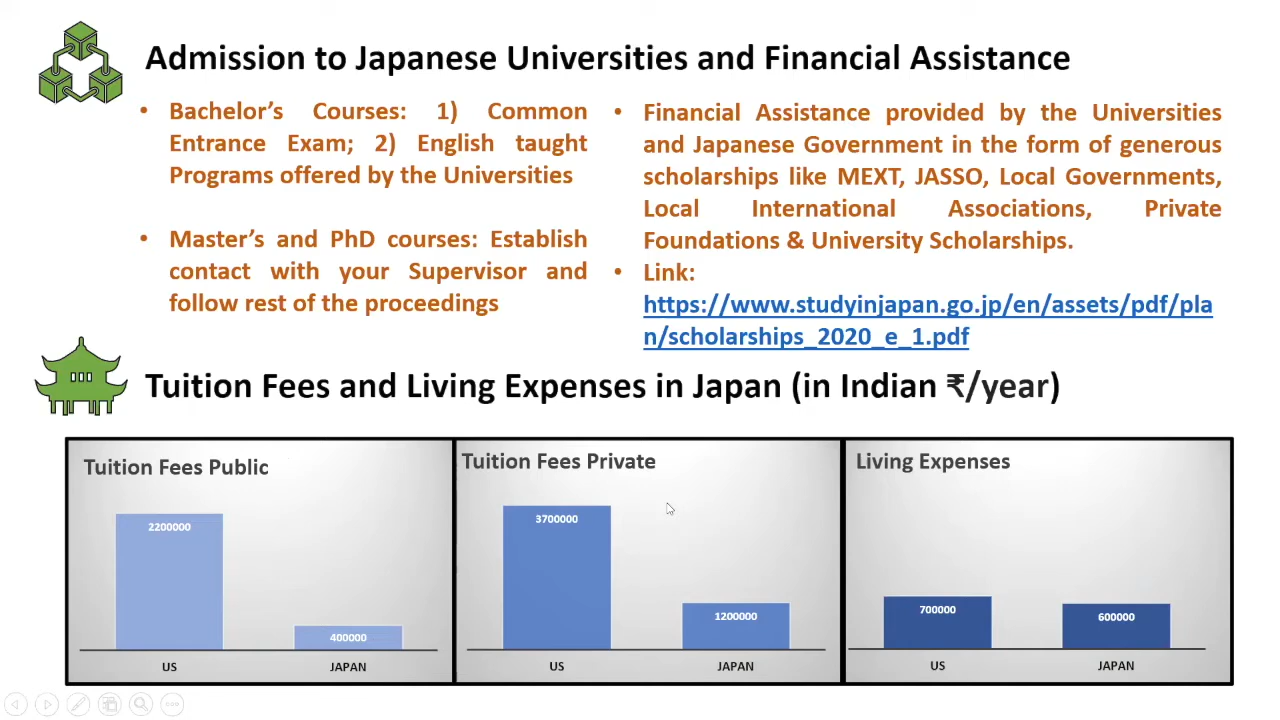 Admission to Japanese Universities and Financial Assistance
• Bachelor's Courses: 1) Common
Entrance Exam; 2) English taught
Programs offered by the Universities
• Master's and PhD courses: Establish
contact with your Supervisor and
follow rest of the proceedings
• Financial Assistance provided by the Universities
and Japanese Government in the form of generous
scholarships like MEXT, JASSO, Local Governments,
Local International Associations, Private
Foundations & University Scholarships.
• Link:
https://www.studyinjapan.go.jp/en/assets/pdf/pla
n/scholarships_2020_e_1.pdf
Tuition Fees and Living Expenses in Japan (in Indian ₹/year)
Tuition Fees Public
2200000
400000
US
JAPAN
Tuition Fees Private
3700000
1200000
US
JAPAN
Living Expenses
700000
600000
US
JAPAN